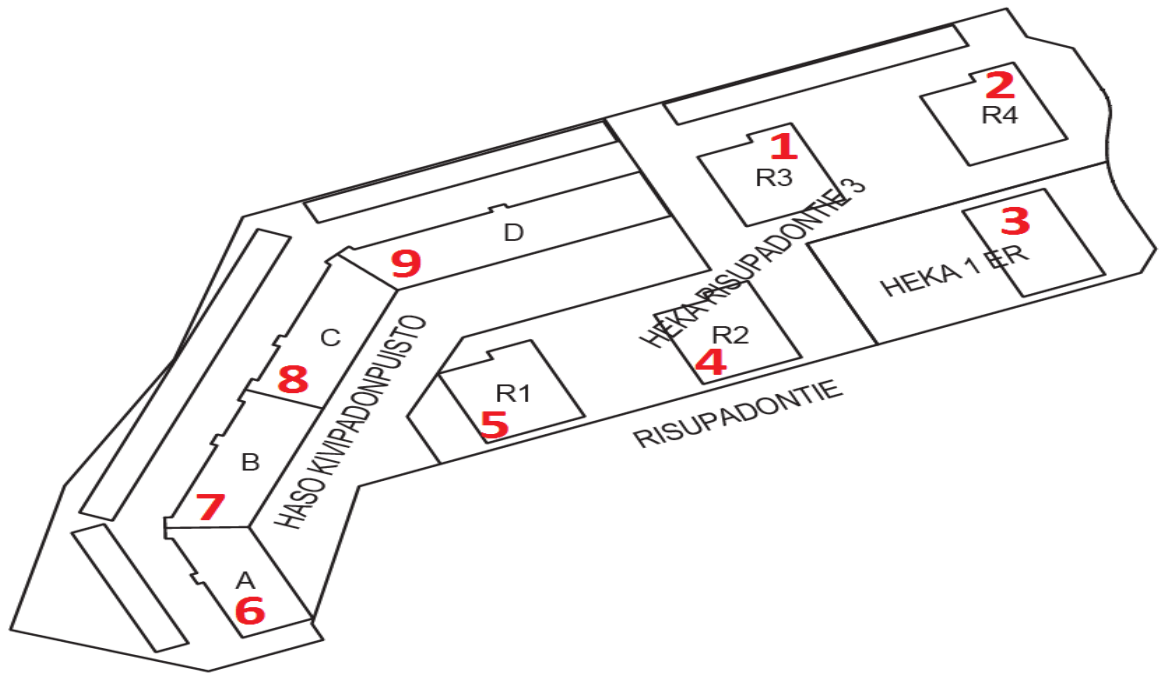 2
R4
1
R3
3
HEKA 1 ER
HEKA RISUPADONTIE 3
9
D
C
8
HASO KIVIPADONPUISTO
R2
4
R1
5
RISUPADONTIE
B
7
A
6